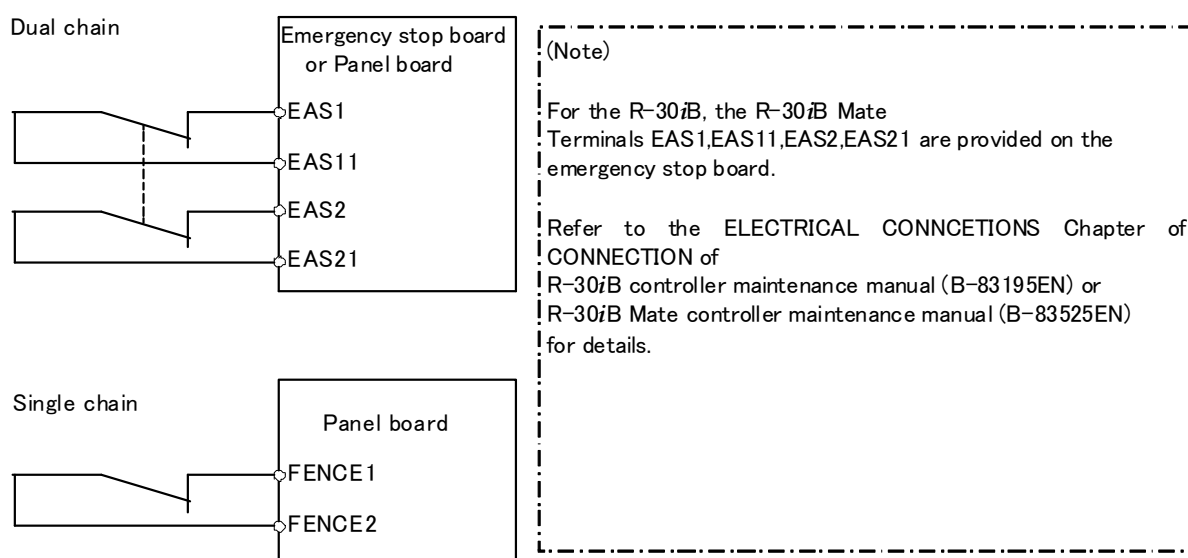 Dual chain
Emergency stop board
or Panel board
EAS1
EAS11
EAS2
EAS21
Single chain
Panel board
FENCE1
FENCE2
(Note)
For the R-30iB, the R-30iB Mate
Terminals EAS1,EAS11,EAS2,EAS21 are provided on the
emergency stop board.
Refer to the ELECTRICAL CONNCETIONS Chapter of
CONNECTION of
R-30iB controller maintenance manual (B-83195EN) or
R-30iB Mate controller maintenance manual (B-83525EN)
for details.